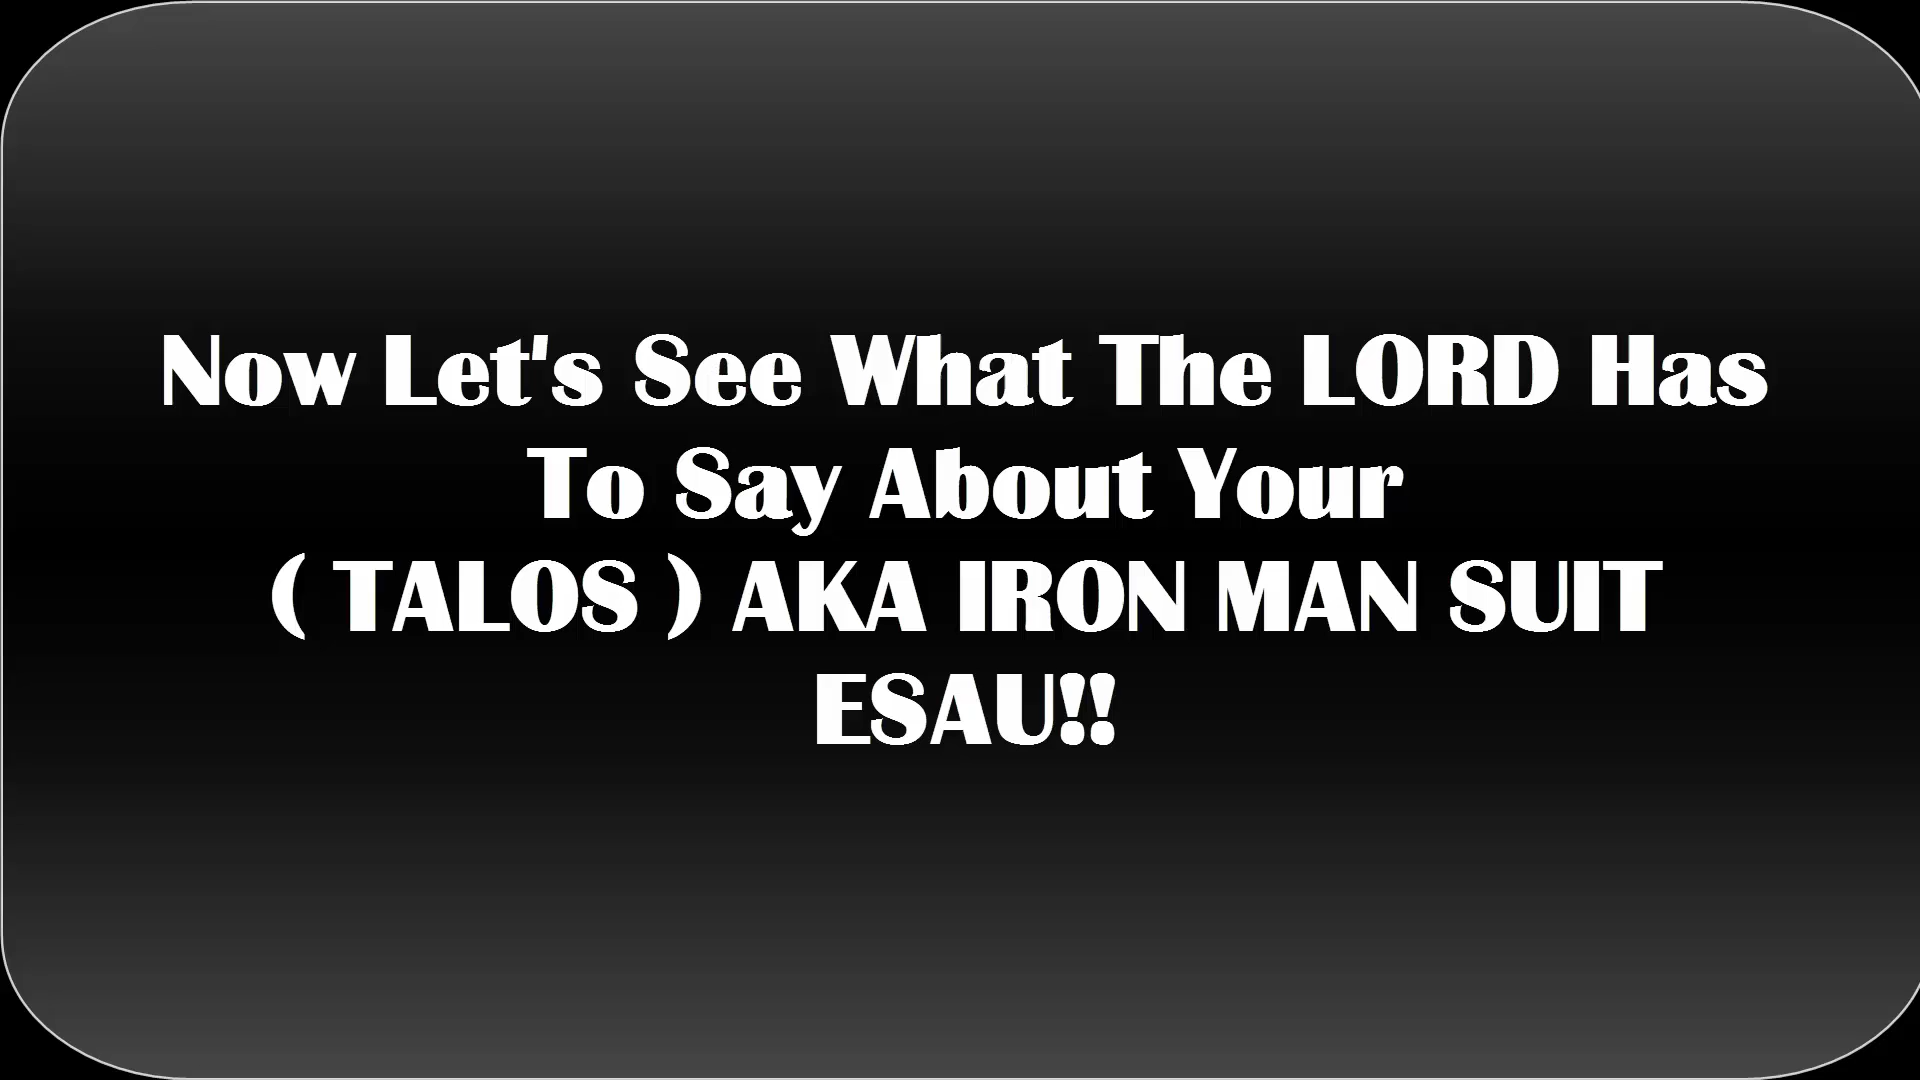 Now Let's See What The LORD Has
To Say About Your
( TALOS ) AKA IRON MAN SUIT
ESAU!!